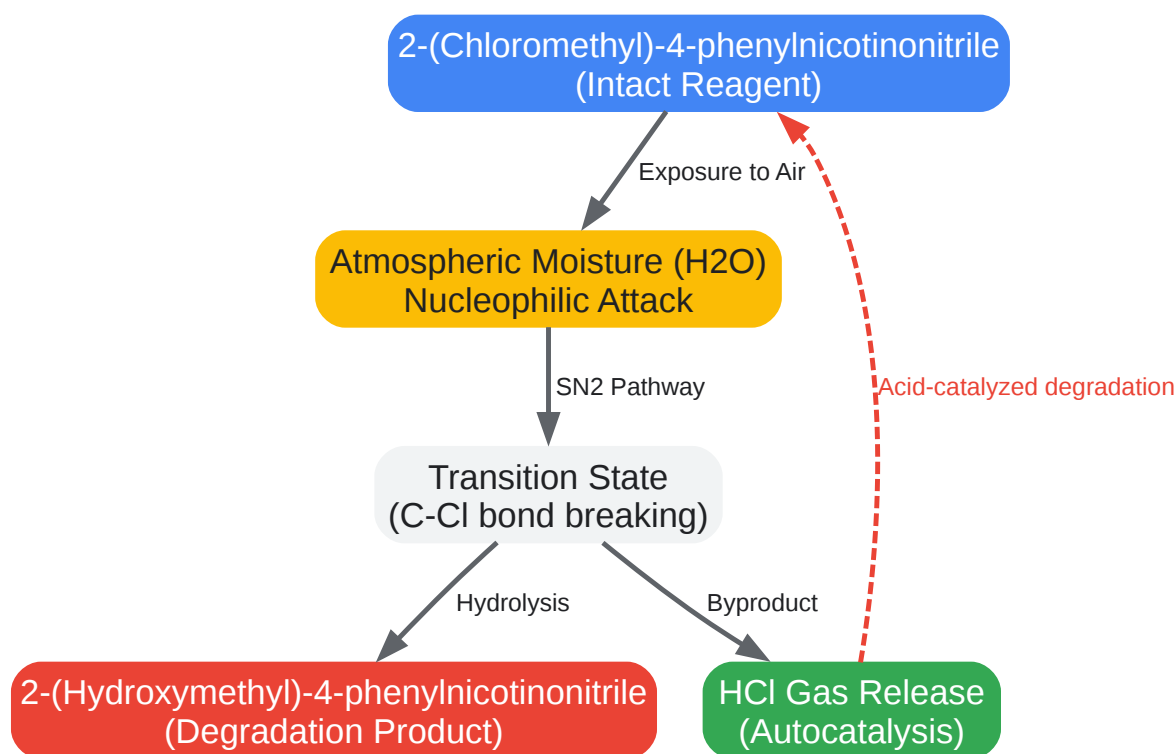 2-(Chloromethyl)-4-phenylnicotinonitrile
(Intact Reagent)
Exposure to Air
Atmospheric Moisture (H2O)
Nucleophilic Attack
SN2 Pathway
Acid-catalyzed degradation
Transition State
(C-Cl bond breaking)
Hydrolysis
Byproduct
2-(Hydroxymethyl)-4-phenylnicotinonitrile
(Degradation Product)
HCl Gas Release
(Autocatalysis)